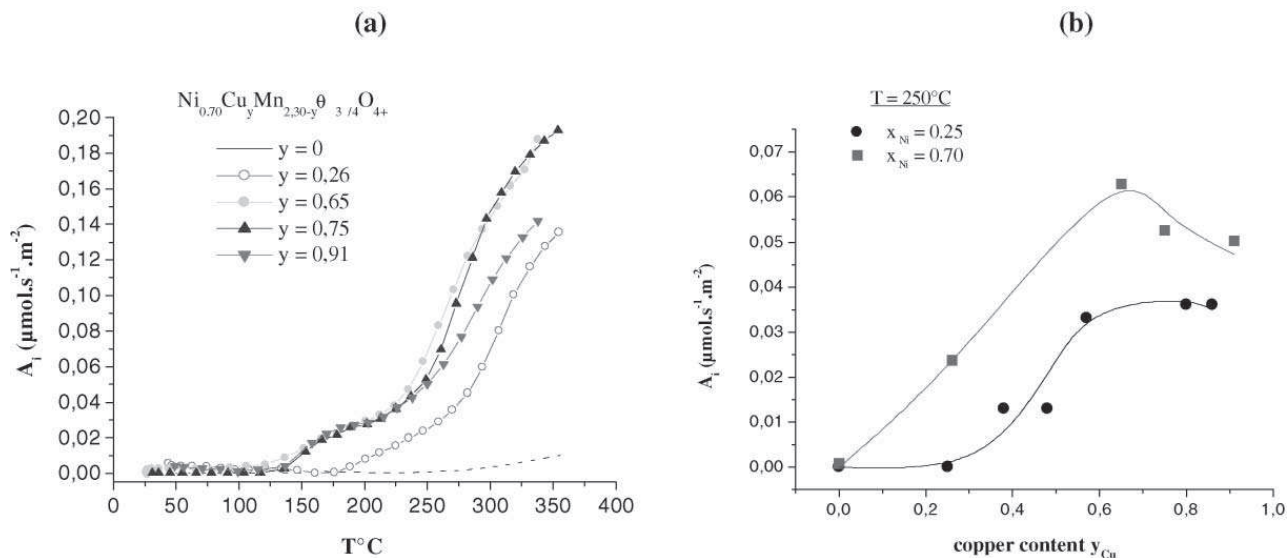 (a)
Ni0.70CuyMn2,30-yθ 3 /4O4+
y = 0
y = 0,26
y = 0,65
y = 0,75
y = 0,91
0,20
0,18
0,16
0,14
0,12
0,10
0,08
0,06
0,04
0,02
0,00
Ai (µmol.s-1.m-2)
0
50
100
150
200
250
300
350
400
T°C
(b)
T = 250°C
xNi = 0.25
xNi = 0.70
0,07
0,06
0,05
0,04
0,03
0,02
0,01
0,00
Ai (µmol.s-1.m-2)
0,0
0,2
0,4
0,6
0,8
1,0
copper content yCu